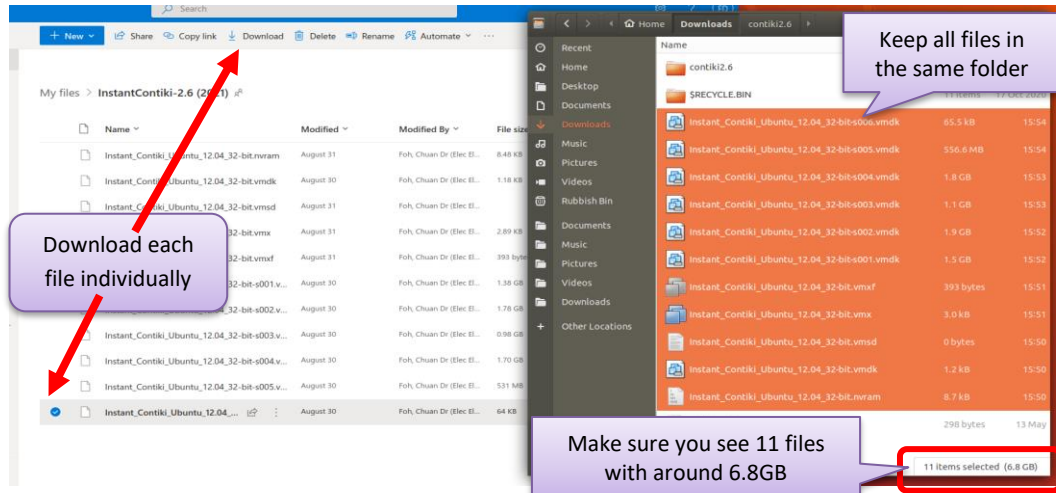 Search
New
Share
Copy link
Download
Delete
Rename
Automate
...
My files > InstantContiki-2.6 (2021)
Name Modified Modified By File size
Instant_Contiki_Ubuntu_12.04_32-bit.nvram August 31 Foh, Chuan Dr (Elec El... 8.48 KB
Instant_Contiki_Ubuntu_12.04_32-bit.vmdk August 30 Foh, Chuan Dr (Elec El... 1.18 KB
Instant_Contiki_Ubuntu_12.04_32-bit.vmsd August 31 Foh, Chuan Dr (Elec El...
32-bit.vmx August 31 Foh, Chuan Dr (Elec El... 2.89 KB
32-bit.vmxf August 31 Foh, Chuan Dr (Elec El... 393 bytes
32-bit-s001.v... August 30 Foh, Chuan Dr (Elec El... 1.38 GB
32-bit-s002.v... August 30 Foh, Chuan Dr (Elec El... 1.78 GB
Instant_Contiki_Ubuntu_12.04_32-bit-s003.v... August 30 Foh, Chuan Dr (Elec El... 0.98 GB
Instant_Contiki_Ubuntu_12.04_32-bit-s004.v... August 30 Foh, Chuan Dr (Elec El... 1.70 GB
Instant_Contiki_Ubuntu_12.04_32-bit-s005.v... August 30 Foh, Chuan Dr (Elec El... 531 MB
Instant_Contiki_Ubuntu_12.04_... August 30 Foh, Chuan Dr (Elec El... 64 KB
Download each
file individually
Home Downloads contiki2.6
Recent
Home
Desktop
Documents
Downloads
Music
Pictures
Videos
Rubbish Bin
Documents
Music
Pictures
Videos
Downloads
+ Other Locations
Name
contiki2.6
$RECYCLE.BIN 11 items 17 Oct 2020
Instant_Contiki_Ubuntu_12.04_32-bit-s006.vmdk 65.5 kB 15:54
Instant_Contiki_Ubuntu_12.04_32-bit-s005.vmdk 556.6 MB 15:54
Instant_Contiki_Ubuntu_12.04_32-bit-s004.vmdk 1.8 GB 15:53
Instant_Contiki_Ubuntu_12.04_32-bit-s003.vmdk 1.1 GB 15:53
Instant_Contiki_Ubuntu_12.04_32-bit-s002.vmdk 1.9 GB 15:52
Instant_Contiki_Ubuntu_12.04_32-bit-s001.vmdk 1.5 GB 15:52
Instant_Contiki_Ubuntu_12.04_32-bit.vmxf 393 bytes 15:51
Instant_Contiki_Ubuntu_12.04_32-bit.vmx 3.0 kB 15:51
Instant_Contiki_Ubuntu_12.04_32-bit.vmsd 0 bytes 15:50
Instant_Contiki_Ubuntu_12.04_32-bit.vmdk 1.2 kB 15:50
Instant_Contiki_Ubuntu_12.04_32-bit.nvram 8.7 kB 15:50
298 bytes 13 May
11 items selected (6.8 GB)
Keep all files in
the same folder
Make sure you see 11 files
with around 6.8GB